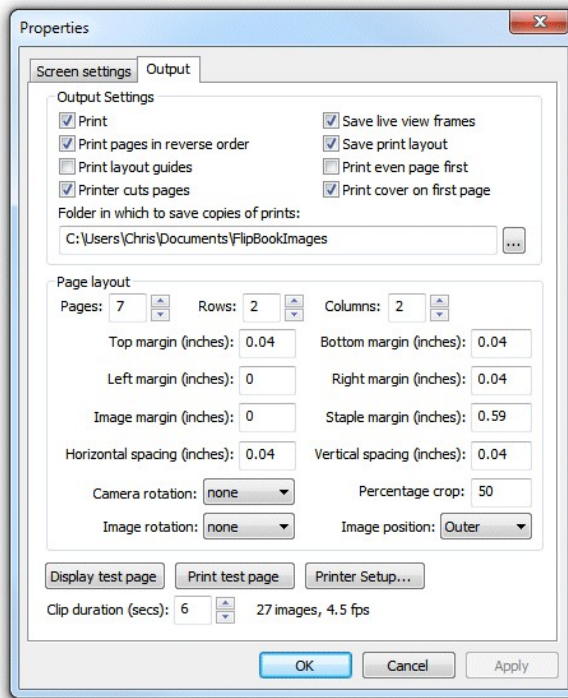 Properties
Screen settings Output
Output Settings
Print Save live view frames
Print pages in reverse order Save print layout
Print layout guides Print even page first
Printer cuts pages Print cover on first page
Folder in which to save copies of prints:
C:\Users\Chris\Documents\FlipBookImages ...
Page layout
Pages: 7 Rows: 2 Columns: 2
Top margin (inches): 0.04 Bottom margin (inches): 0.04
Left margin (inches): 0 Right margin (inches): 0.04
Image margin (inches): 0 Staple margin (inches): 0.59
Horizontal spacing (inches): 0.04 Vertical spacing (inches): 0.04
Camera rotation: none Percentage crop: 50
Image rotation: none Image position: Outer
Display test page Print test page Printer Setup...
Clip duration (secs): 6 27 images, 4.5 fps
OK Cancel Apply